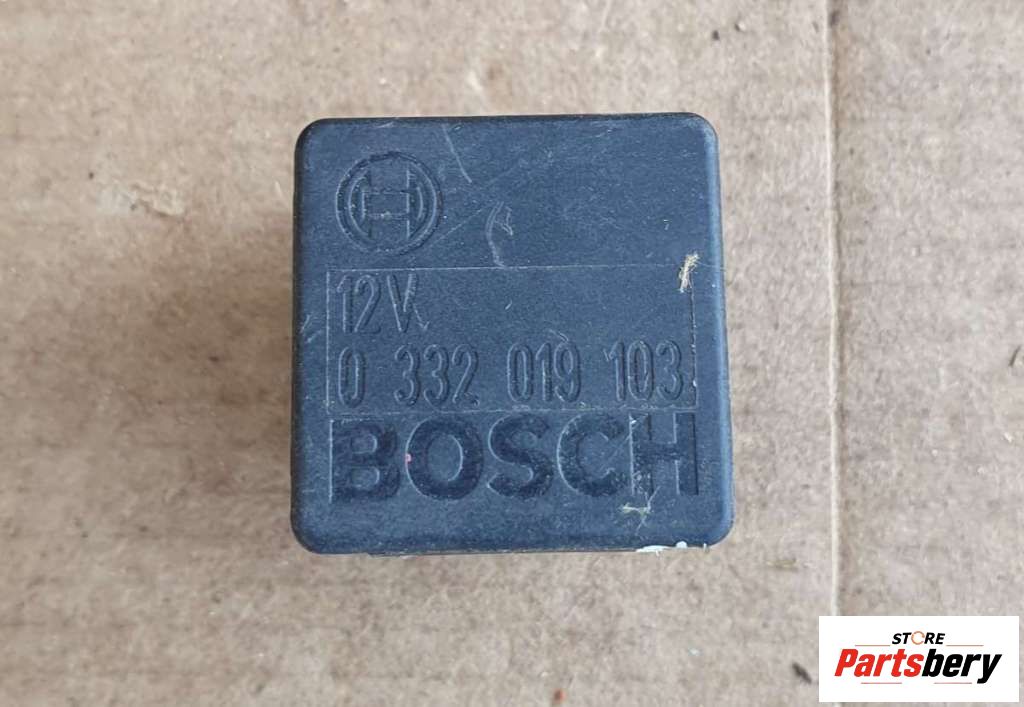 12V
0 332 019 103
BOSCH
STORE
Partsbery